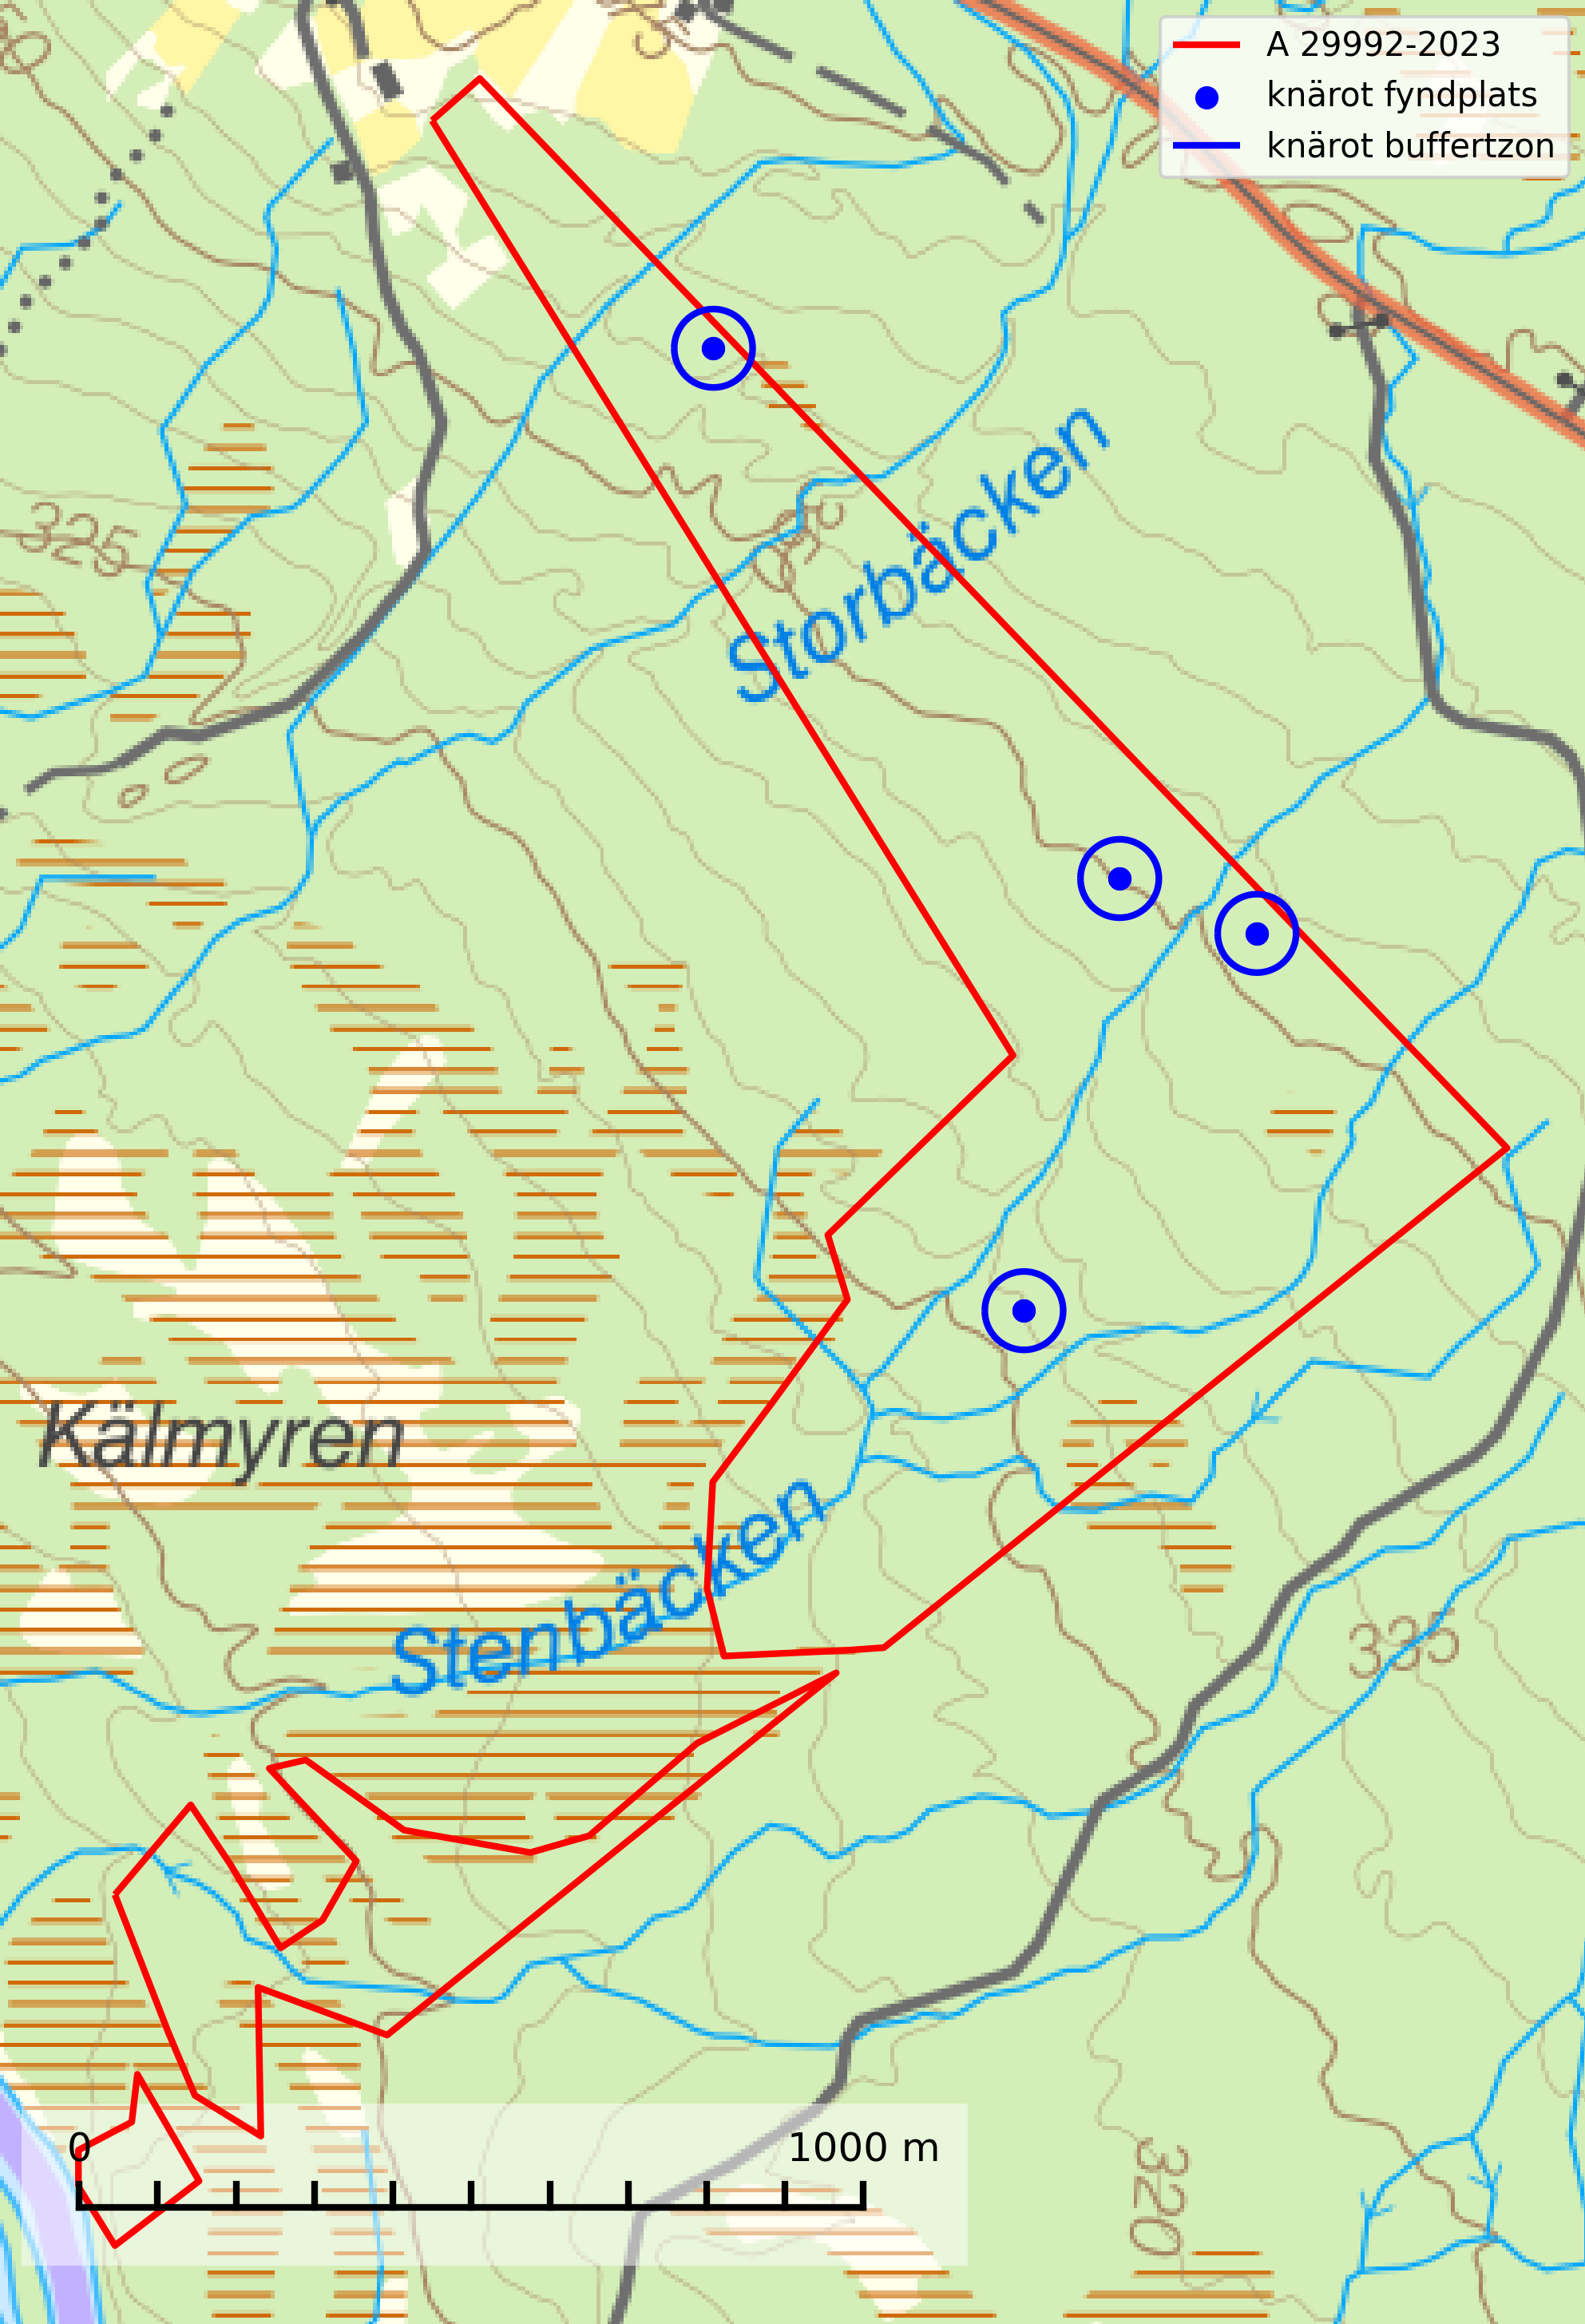 A 29992-2023
knärot fyndplats
knärot buffertzon
Storbäcken
325
Kälmyren
Stenbäcken
335
0 1000 m
320